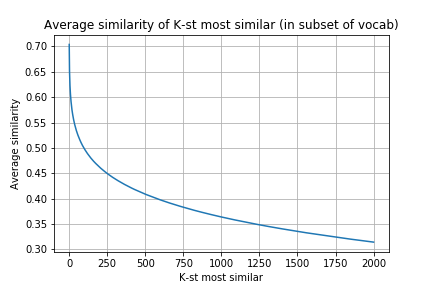 Average similarity of K-st most similar (in subset of vocab)
0.70
0.65
0.60
0.55
0.50
0.45
0.40
0.35
0.30
Average similarity
0 250 500 750 1000 1250 1500 1750 2000
K-st most similar